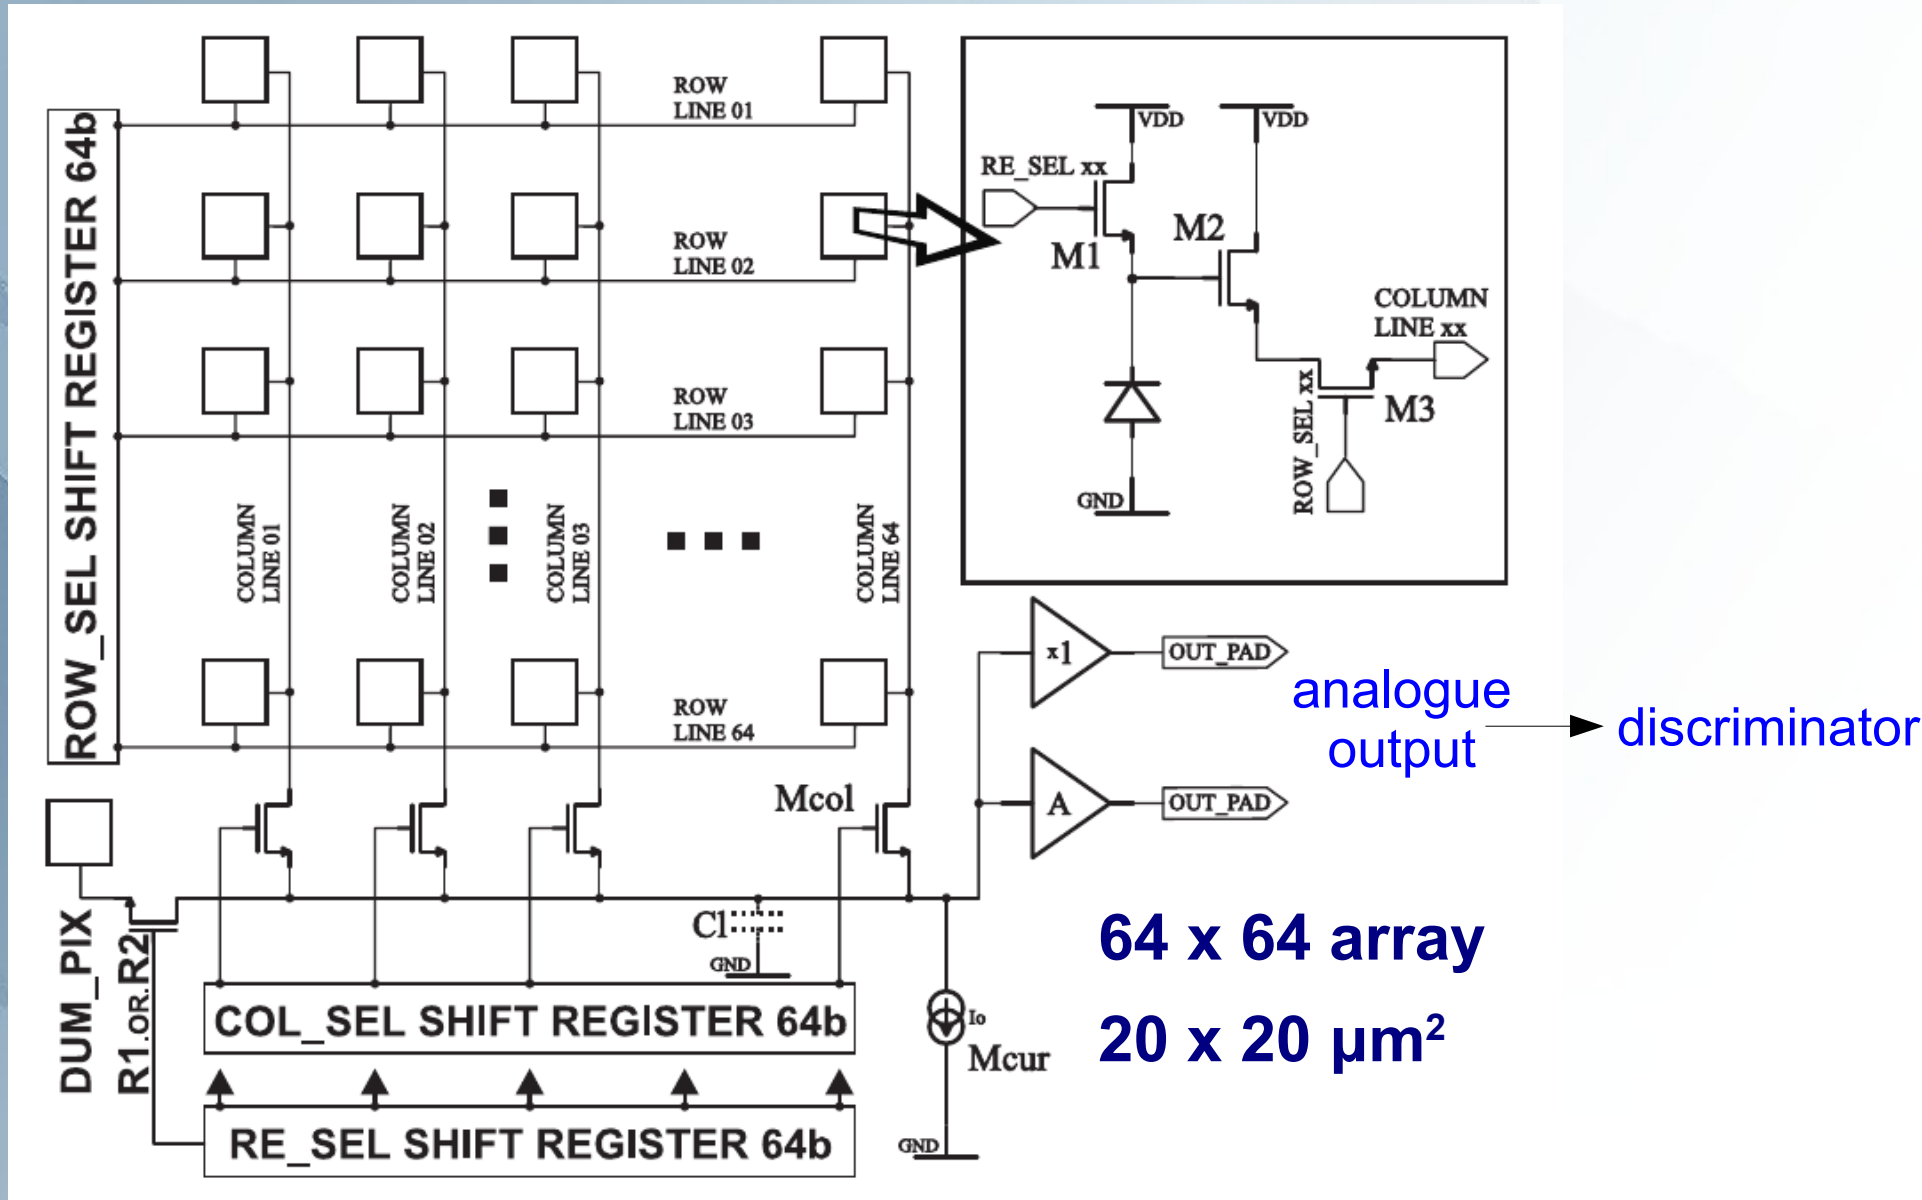 ROW_SEL SHIFT REGISTER 64b
ROW
LINE 01
ROW
LINE 02
ROW
LINE 03
ROW
LINE 64
COLUMN
LINE 01
COLUMN
LINE 02
COLUMN
LINE 03
COLUMN
LINE 64
VDD
VDD
RE_SEL xx
M1
M2
COLUMN
LINE xx
ROW_SEL xx
M3
GND
x1
OUT_PAD
analogue
output
discriminator
A
OUT_PAD
Mcol
DUM_PIX
R1.OR.R2
Cl
GND
Io
Mcur
GND
COL_SEL SHIFT REGISTER 64b
RE_SEL SHIFT REGISTER 64b
64 x 64 array
20 x 20 µm²